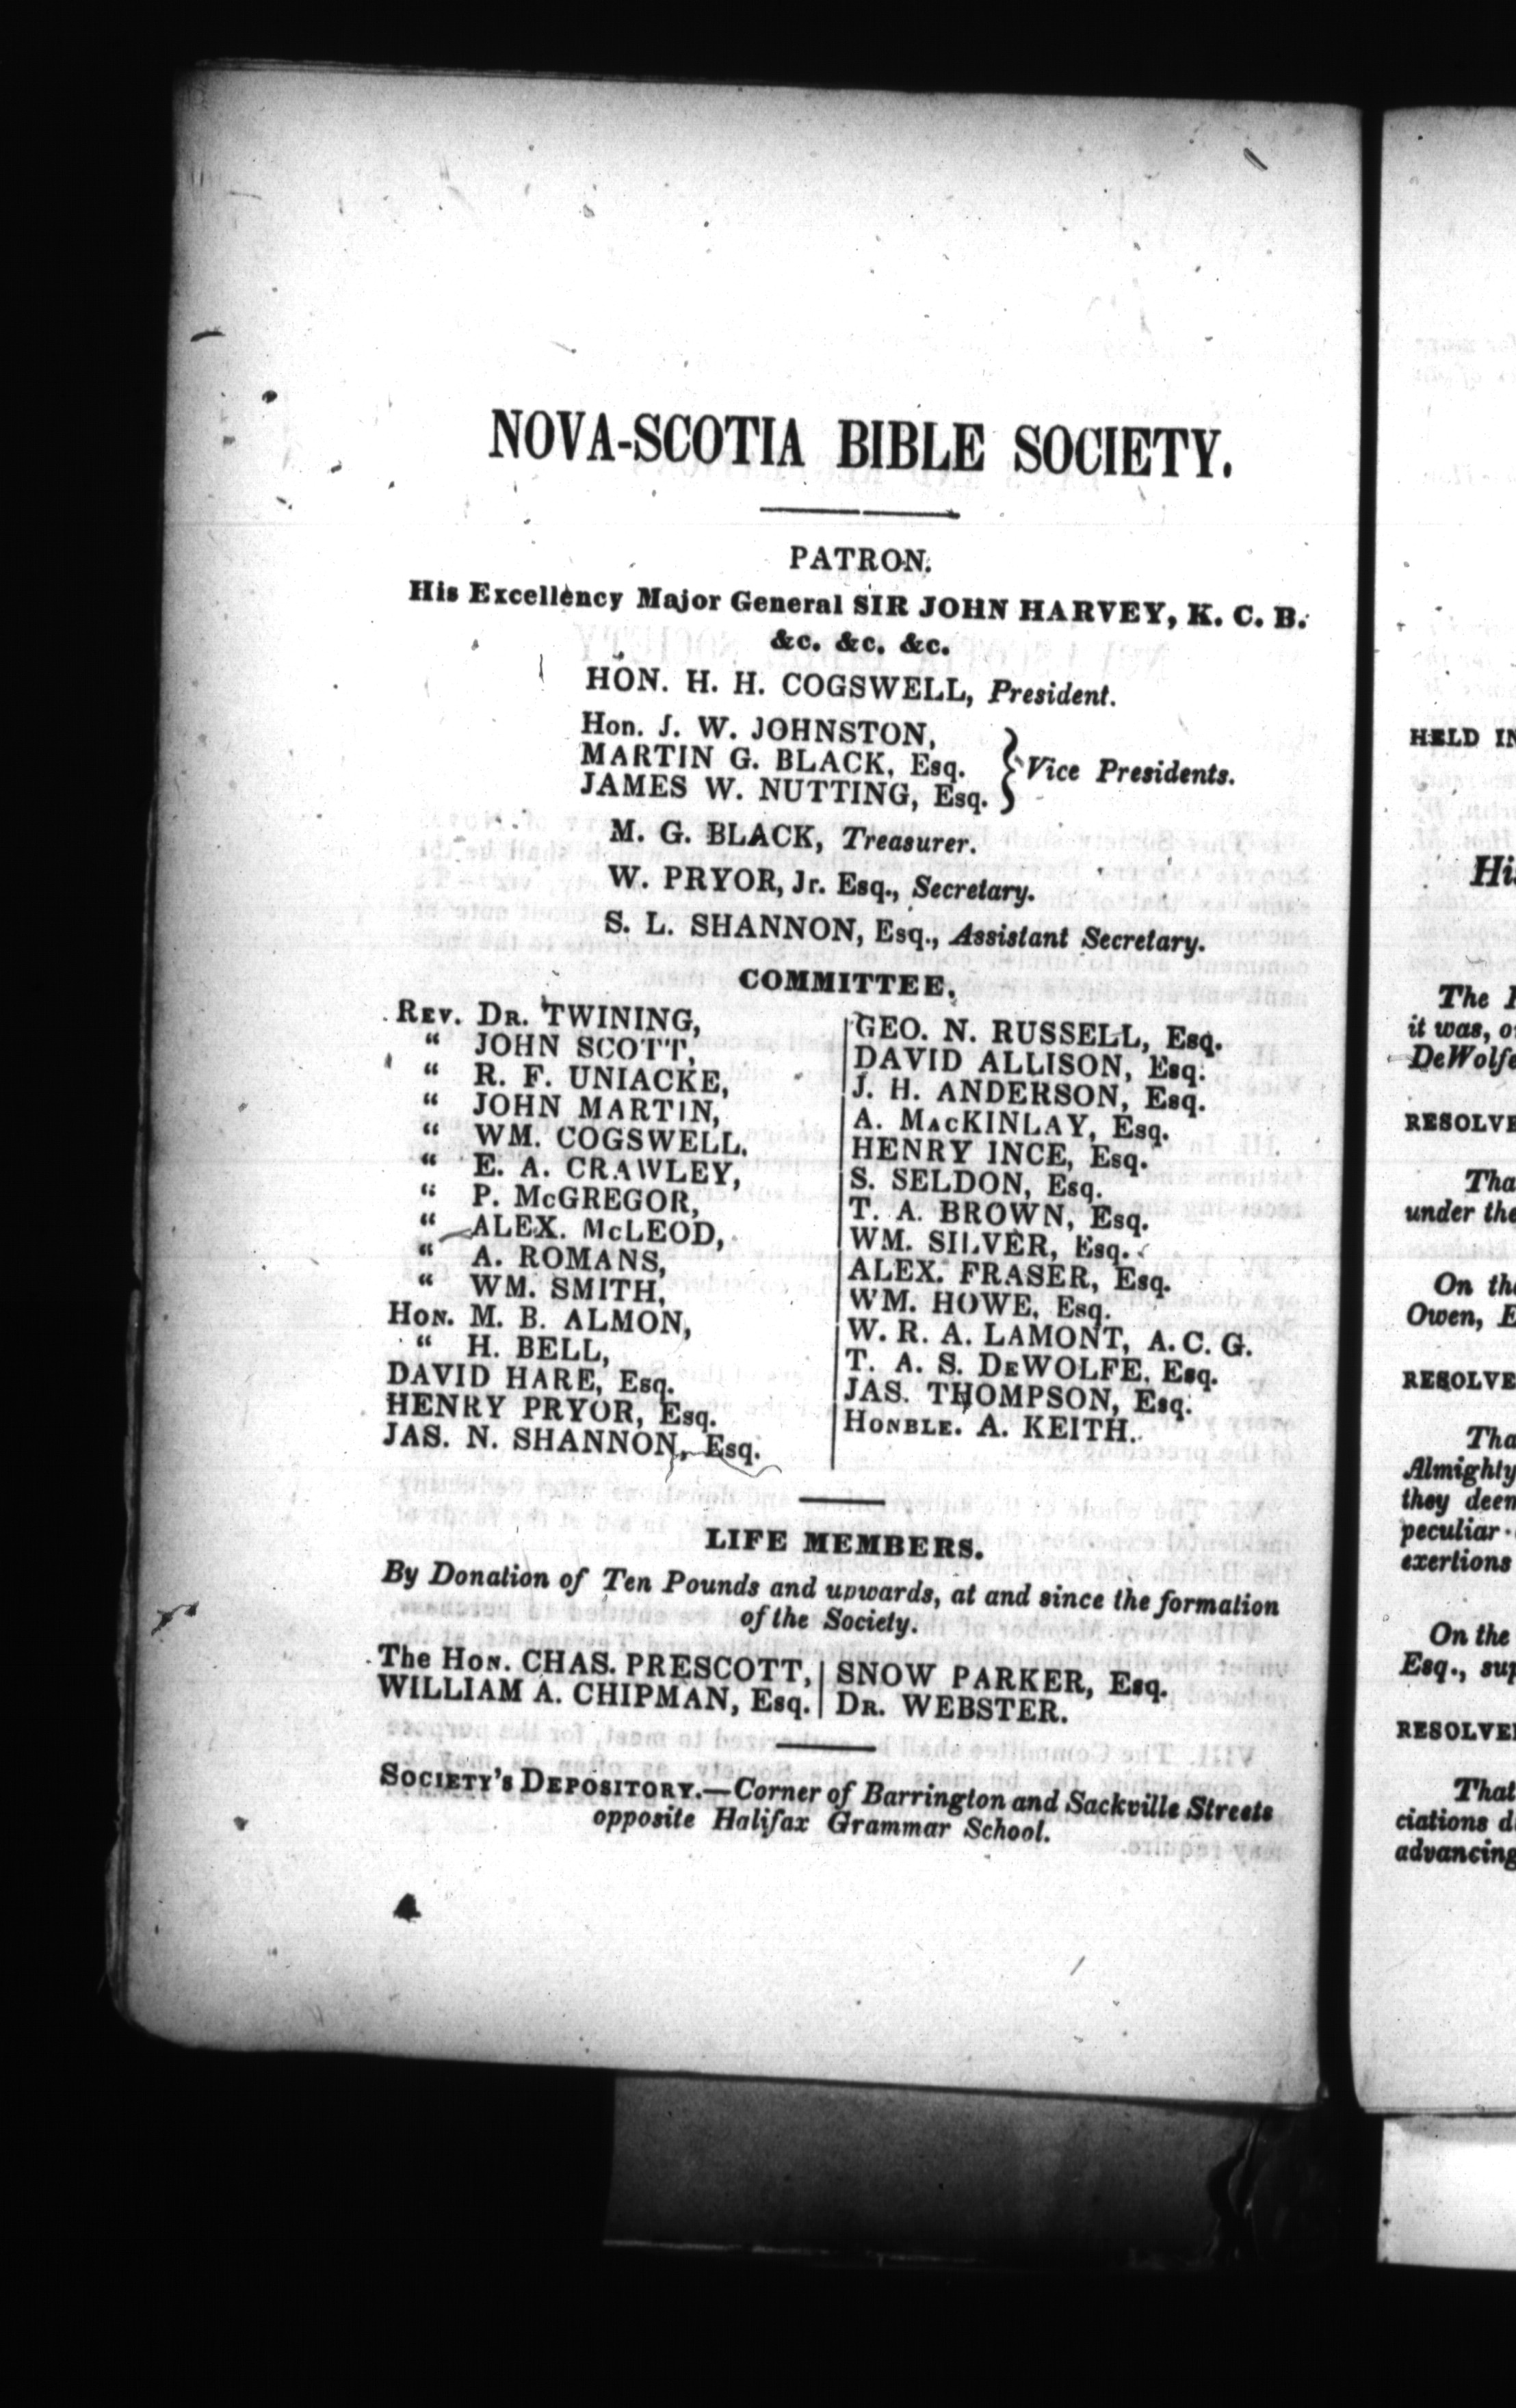 NOVA-SCOTIA BIBLE SOCIETY.
PATRON.
His Excellency Major General SIR JOHN HARVEY, K. C. B.
&c. &c. &c.
HON. H. H. COGSWELL, President.
Hon. J. W. JOHNSTON,
MARTIN G. BLACK, Esq.
JAMES W. NUTTING, Esq.
} Vice Presidents.
M. G. BLACK, Treasurer.
W. PRYOR, Jr. Esq., Secretary.
S. L. SHANNON, Esq., Assistant Secretary.
COMMITTEE.
REV. DR. TWINING,
“ JOHN SCOTT,
“ R. F. UNIACKE,
“ JOHN MARTIN,
“ WM. COGSWELL,
“ E. A. CRAWLEY,
“ P. McGREGOR,
“ ALEX. McLEOD,
“ A. ROMANS,
“ WM. SMITH,
HON. M. B. ALMON,
“ H. BELL,
DAVID HARE, Esq.
HENRY PRYOR, Esq.
JAS. N. SHANNON, Esq.
GEO. N. RUSSELL, Esq.
DAVID ALLISON, Esq.
J. H. ANDERSON, Esq.
A. MacKINLAY, Esq.
HENRY INCE, Esq.
S. SELDON, Esq.
T. A. BROWN, Esq.
WM. SILVER, Esq.
ALEX. FRASER, Esq.
WM. HOWE, Esq.
W. R. A. LAMONT, A. C. G.
T. A. S. DEWOLFE, Esq.
JAS. THOMPSON, Esq.
HONBLE. A. KEITH.
LIFE MEMBERS.
By Donation of Ten Pounds and upwards, at and since the formation
of the Society.
The HON. CHAS. PRESCOTT,
WILLIAM A. CHIPMAN, Esq.
SNOW PARKER, Esq.
DR. WEBSTER.
SOCIETY'S DEPOSITORY.—Corner of Barrington and Sackville Streets
opposite Halifax Grammar School.
HELD IN
His
The
it was, o
DeWolfe
RESOLVE
Tha
under the
On the
Owen, E
RESOLVE
Tha
Almighty
they deem
peculiar
exertions
On the
Esq., sup
RESOLVE
That
ciations d
advancing